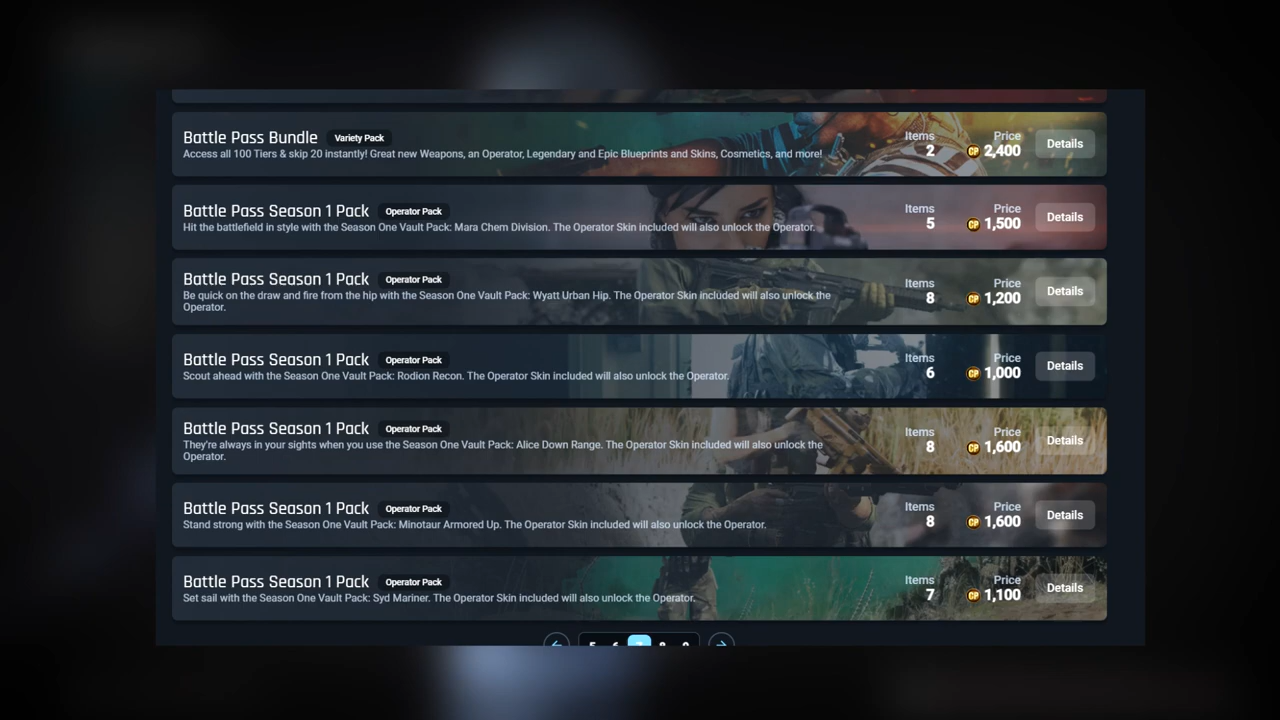 Battle Pass Bundle Variety Pack
Access all 100 Tiers & skip 20 instantly! Great new Weapons, an Operator, Legendary and Epic Blueprints and Skins, Cosmetics, and more!
Items Price
2 CP 2,400
Details
Battle Pass Season 1 Pack Operator Pack
Hit the battlefield in style with the Season One Vault Pack: Mara Chem Division. The Operator Skin included will also unlock the Operator.
Items Price
5 CP 1,500
Details
Battle Pass Season 1 Pack Operator Pack
Be quick on the draw and fire from the hip with the Season One Vault Pack: Wyatt Urban Hip. The Operator Skin included will also unlock the
Operator.
Items Price
8 CP 1,200
Details
Battle Pass Season 1 Pack Operator Pack
Scout ahead with the Season One Vault Pack: Rodion Recon. The Operator Skin included will also unlock the Operator.
Items Price
6 CP 1,000
Details
Battle Pass Season 1 Pack Operator Pack
They're always in your sights when you use the Season One Vault Pack: Alice Down Range. The Operator Skin included will also unlock the
Operator.
Items Price
8 CP 1,600
Details
Battle Pass Season 1 Pack Operator Pack
Stand strong with the Season One Vault Pack: Minotaur Armored Up. The Operator Skin included will also unlock the Operator.
Items Price
8 CP 1,600
Details
Battle Pass Season 1 Pack Operator Pack
Set sail with the Season One Vault Pack: Syd Mariner. The Operator Skin included will also unlock the Operator.
Items Price
7 CP 1,100
Details